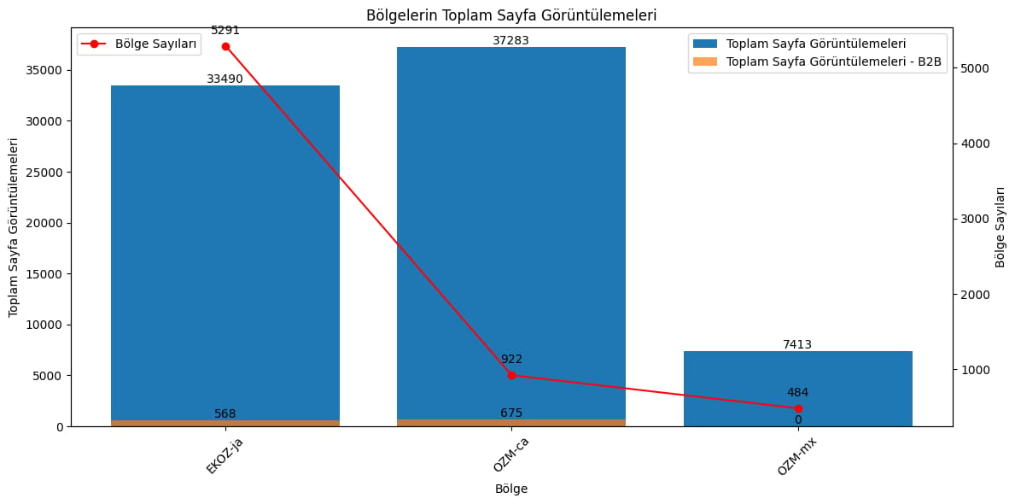 Bölgelerin Toplam Sayfa Görüntülemeleri
Bölge Sayıları
Toplam Sayfa Görüntülemeleri
Toplam Sayfa Görüntülemeleri - B2B
5291
33490
37283
922
7413
484
568
675
0
Toplam Sayfa Görüntülemeleri
35000
30000
25000
20000
15000
10000
5000
0
5000
4000
3000
2000
1000
Bölge Sayıları
EKOZ-ja
OZM-ca
OZM-mx
Bölge